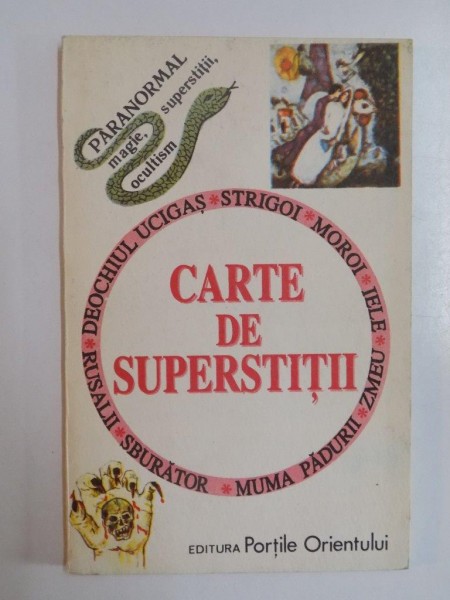 PARANORMAL
magie, superstiții,
ocultism
DEOCHIUL UCIGAȘ * STRIGOI * MOROI * IELE * ZMEU * MUMA PĂDURII * SBURĂTOR * RUSALII *
CARTE
DE
SUPERSTIȚII
EDITURA Porțile Orientului